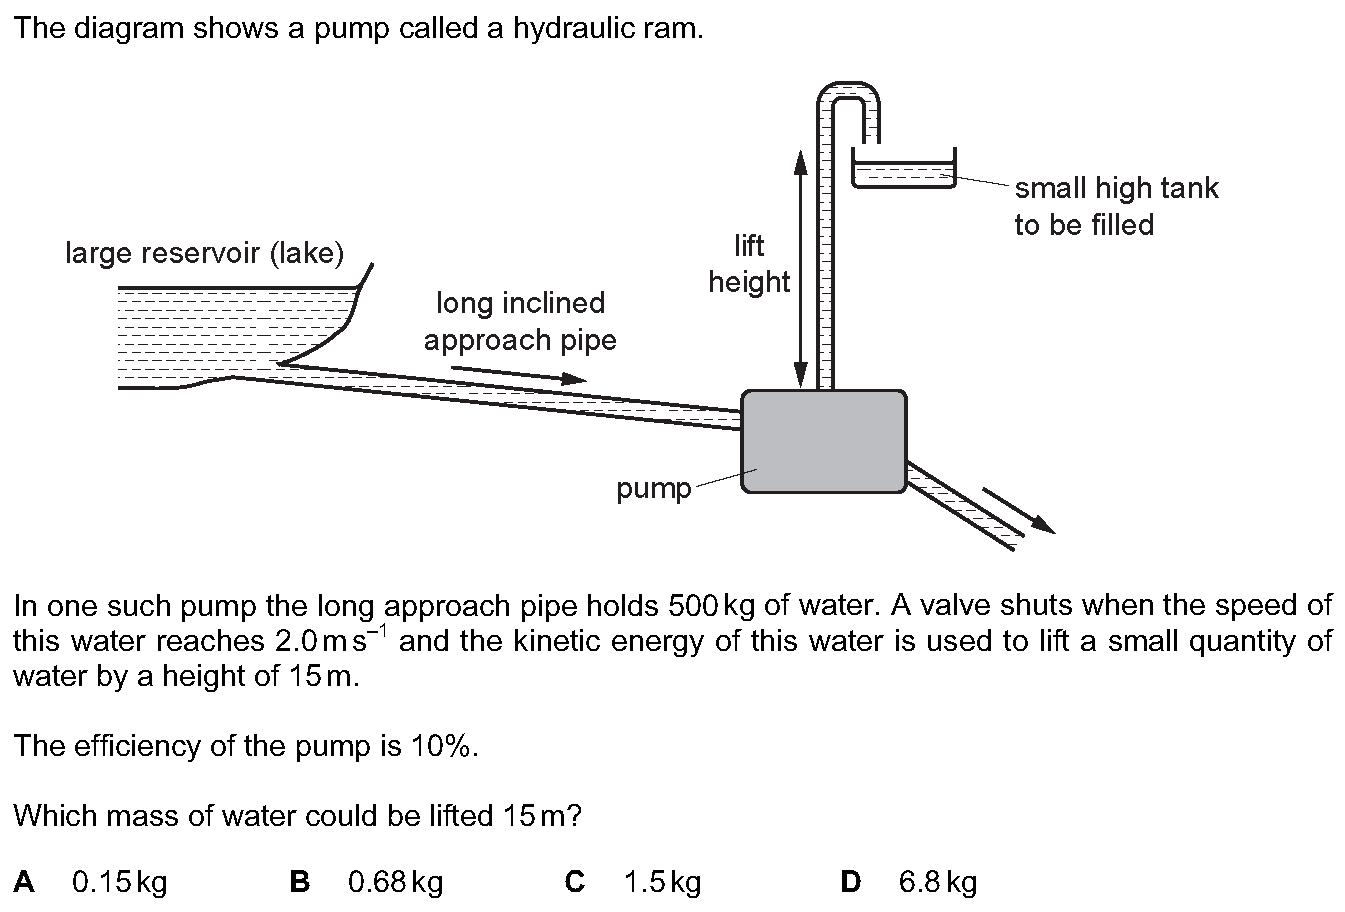 The diagram shows a pump called a hydraulic ram.
large reservoir (lake)
long inclined
approach pipe
lift
height
small high tank
to be filled
pump
In one such pump the long approach pipe holds 500 kg of water. A valve shuts when the speed of
this water reaches 2.0 m s⁻¹ and the kinetic energy of this water is used to lift a small quantity of
water by a height of 15 m.
The efficiency of the pump is 10%.
Which mass of water could be lifted 15 m?
A 0.15 kg B 0.68 kg C 1.5 kg D 6.8 kg